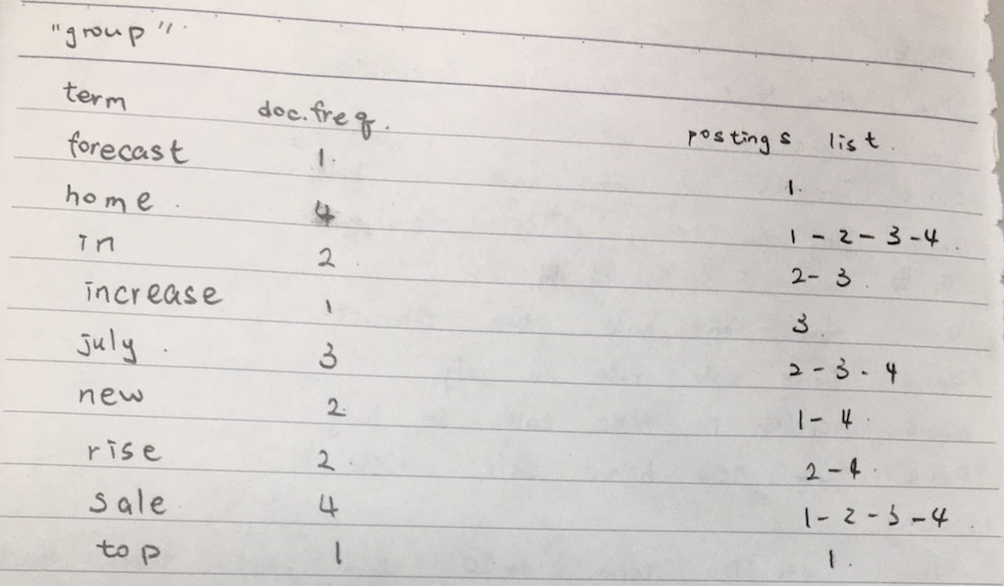 "group"
term doc.freq. postings list.
forecast 1. 1.
home. 4 1-2-3-4.
in 2. 2-3.
increase 1 3.
july. 3 2-3-4
new 2. 1-4.
rise 2. 2-4.
sale 4 1-2-3-4.
top 1 1.